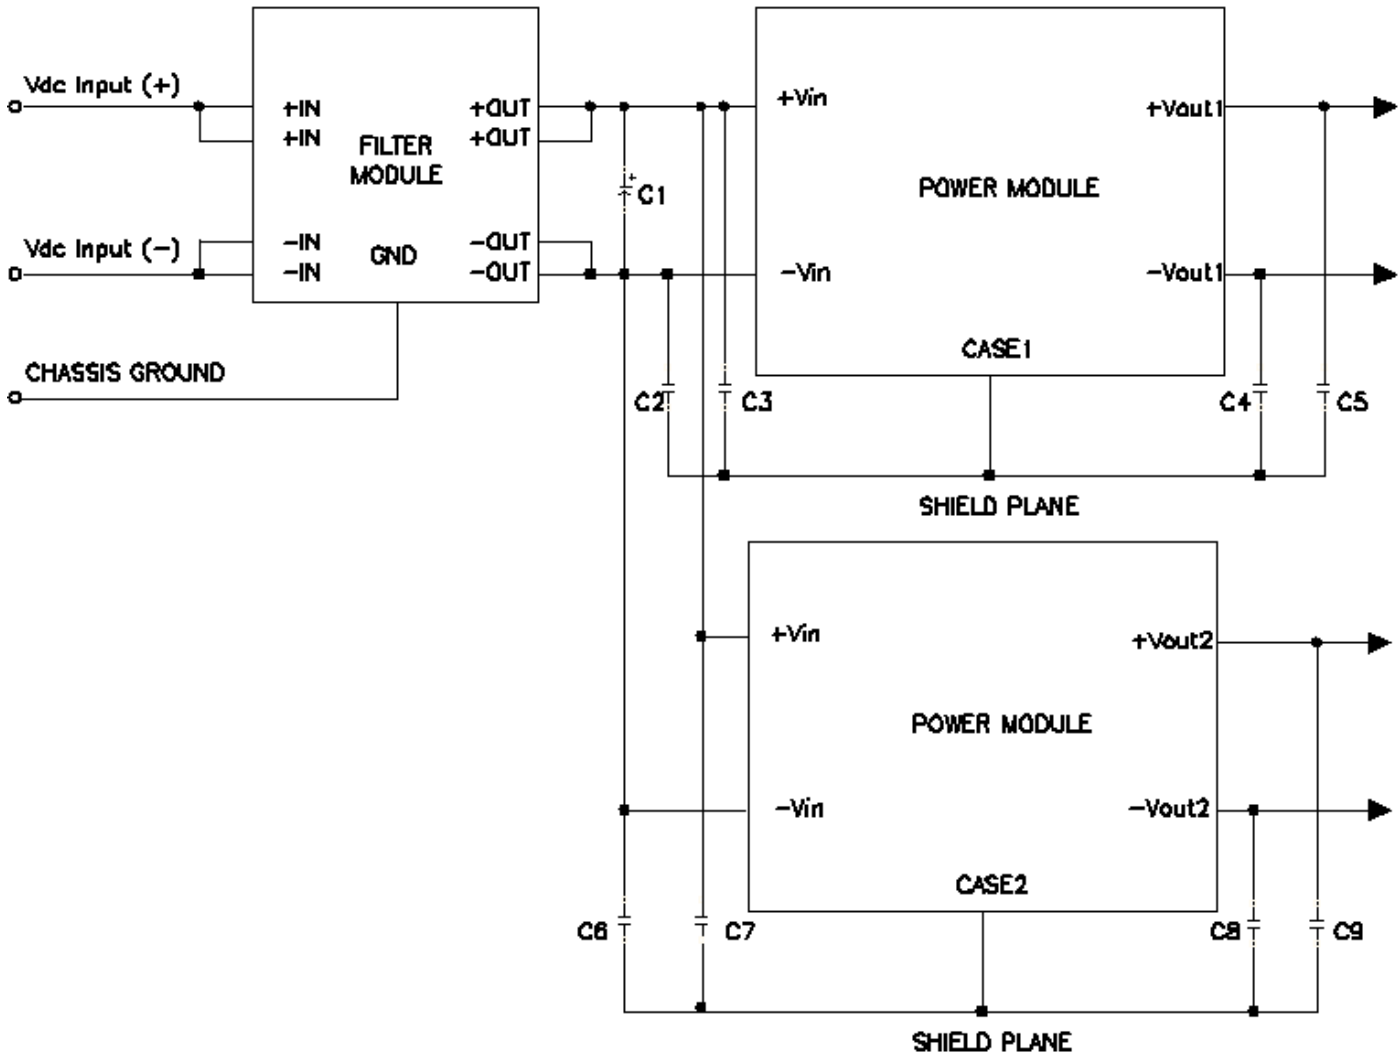 Vdc Input (+)
Vdc Input (−)
CHASSIS GROUND
+IN
+IN
−IN
−IN
FILTER
MODULE
GND
+OUT
+OUT
−OUT
−OUT
C1
+
C2
C3
+Vin
−Vin
POWER MODULE
CASE1
+Vout1
−Vout1
C4
C5
SHIELD PLANE
+Vin
−Vin
POWER MODULE
CASE2
+Vout2
−Vout2
C6
C7
C8
C9
SHIELD PLANE